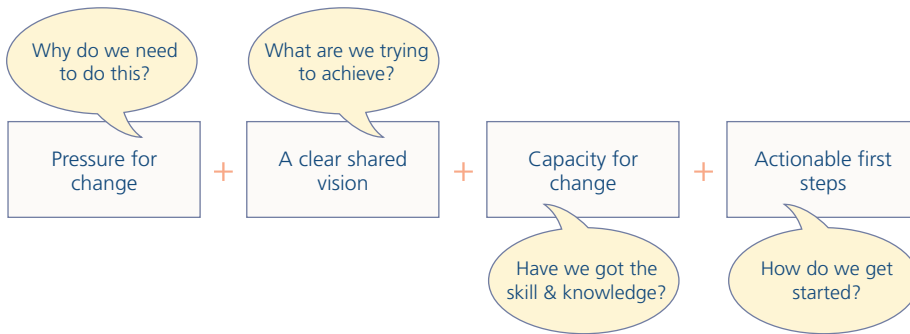 Why do we need
to do this?
What are we trying
to achieve?
Pressure for
change
+
A clear shared
vision
+
Capacity for
change
+
Actionable first
steps
Have we got the
skill & knowledge?
How do we get
started?